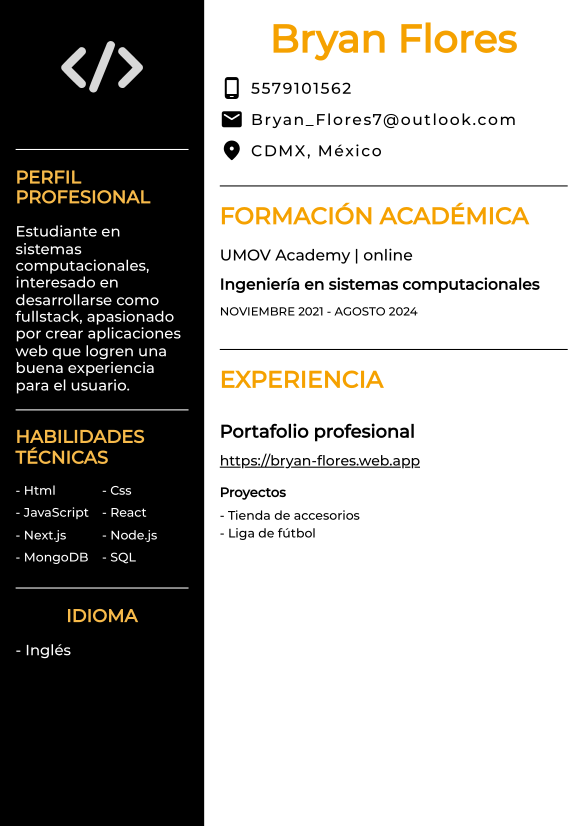 </>
PERFIL
PROFESIONAL
Estudiante en
sistemas
computacionales,
interesado en
desarrollarse como
fullstack, apasionado
por crear aplicaciones
web que logren una
buena experiencia
para el usuario.
HABILIDADES
TÉCNICAS
- Html - Css
- JavaScript - React
- Next.js - Node.js
- MongoDB - SQL
IDIOMA
- Inglés
Bryan Flores
5579101562
Bryan_Flores7@outlook.com
CDMX, México
FORMACIÓN ACADÉMICA
UMOV Academy | online
Ingeniería en sistemas computacionales
NOVIEMBRE 2021 - AGOSTO 2024
EXPERIENCIA
Portafolio profesional
https://bryan-flores.web.app
Proyectos
- Tienda de accesorios
- Liga de fútbol